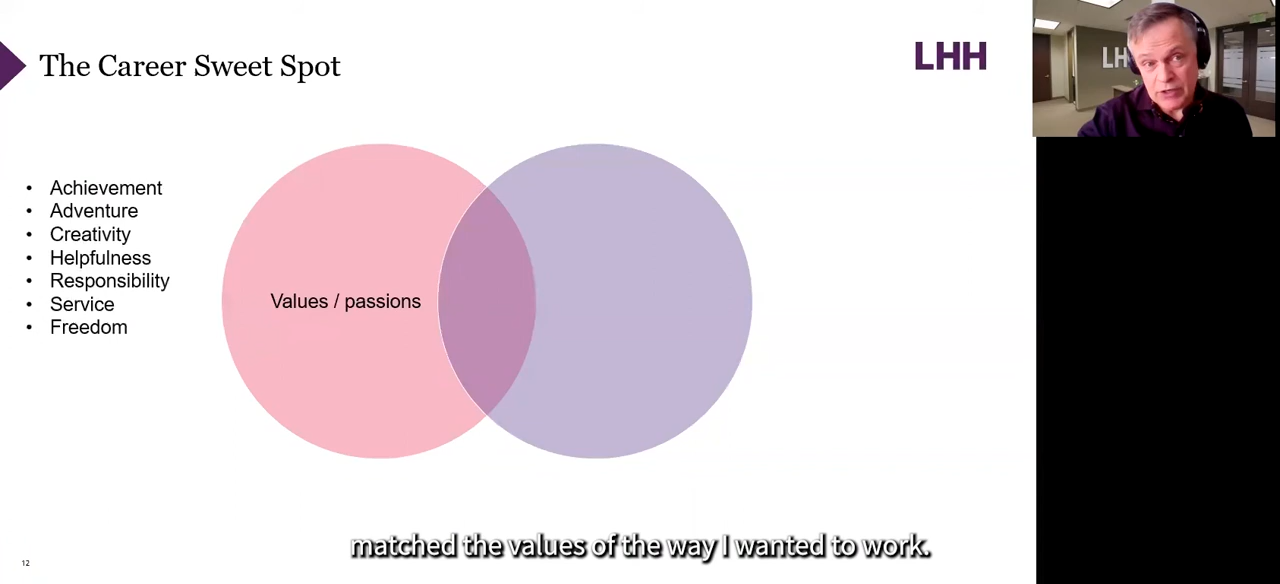 The Career Sweet Spot
LHH
LH
• Achievement
• Adventure
• Creativity
• Helpfulness
• Responsibility
• Service
• Freedom
Values / passions
matched the values of the way I wanted to work.
12